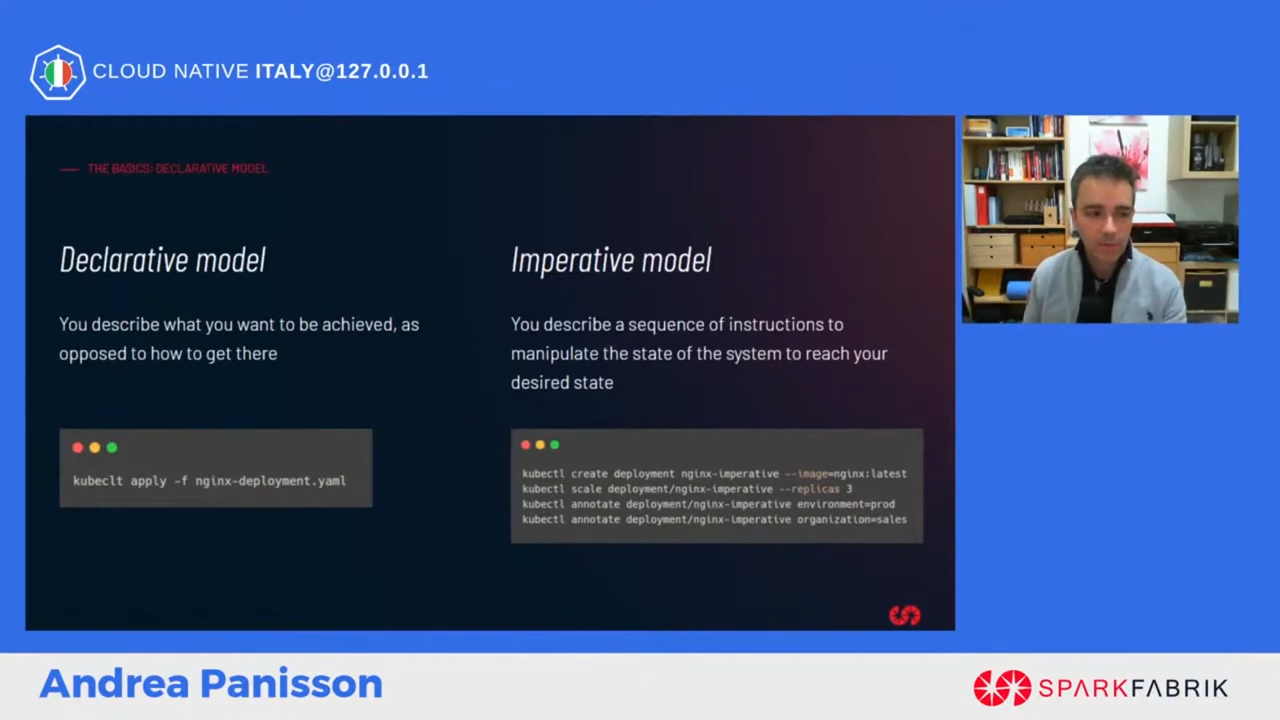 CLOUD NATIVE ITALY@127.0.0.1
THE BASICS: DECLARATIVE MODEL
Declarative model
You describe what you want to be achieved, as
opposed to how to get there
kubeclt apply -f nginx-deployment.yaml
Imperative model
You describe a sequence of instructions to
manipulate the state of the system to reach your
desired state
kubectl create deployment nginx-imperative --image=nginx:latest
kubectl scale deployment/nginx-imperative --replicas 3
kubectl annotate deployment/nginx-imperative environment=prod
kubectl annotate deployment/nginx-imperative organization=sales
Andrea Panisson
SPARKFABRIK